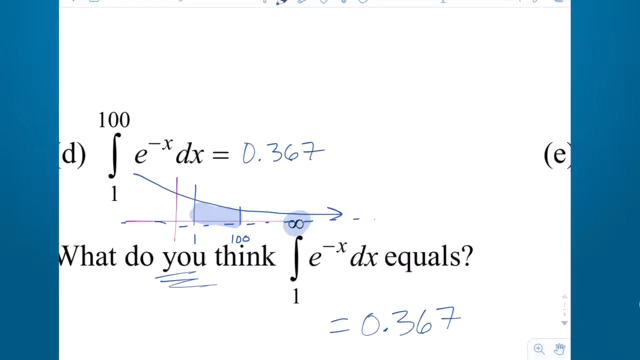 (d) ∫₁¹⁰⁰ e⁻ˣ dx = 0.367
(e)
1 100
What do you think ∫₁^∞ e⁻ˣ dx equals?
= 0.367